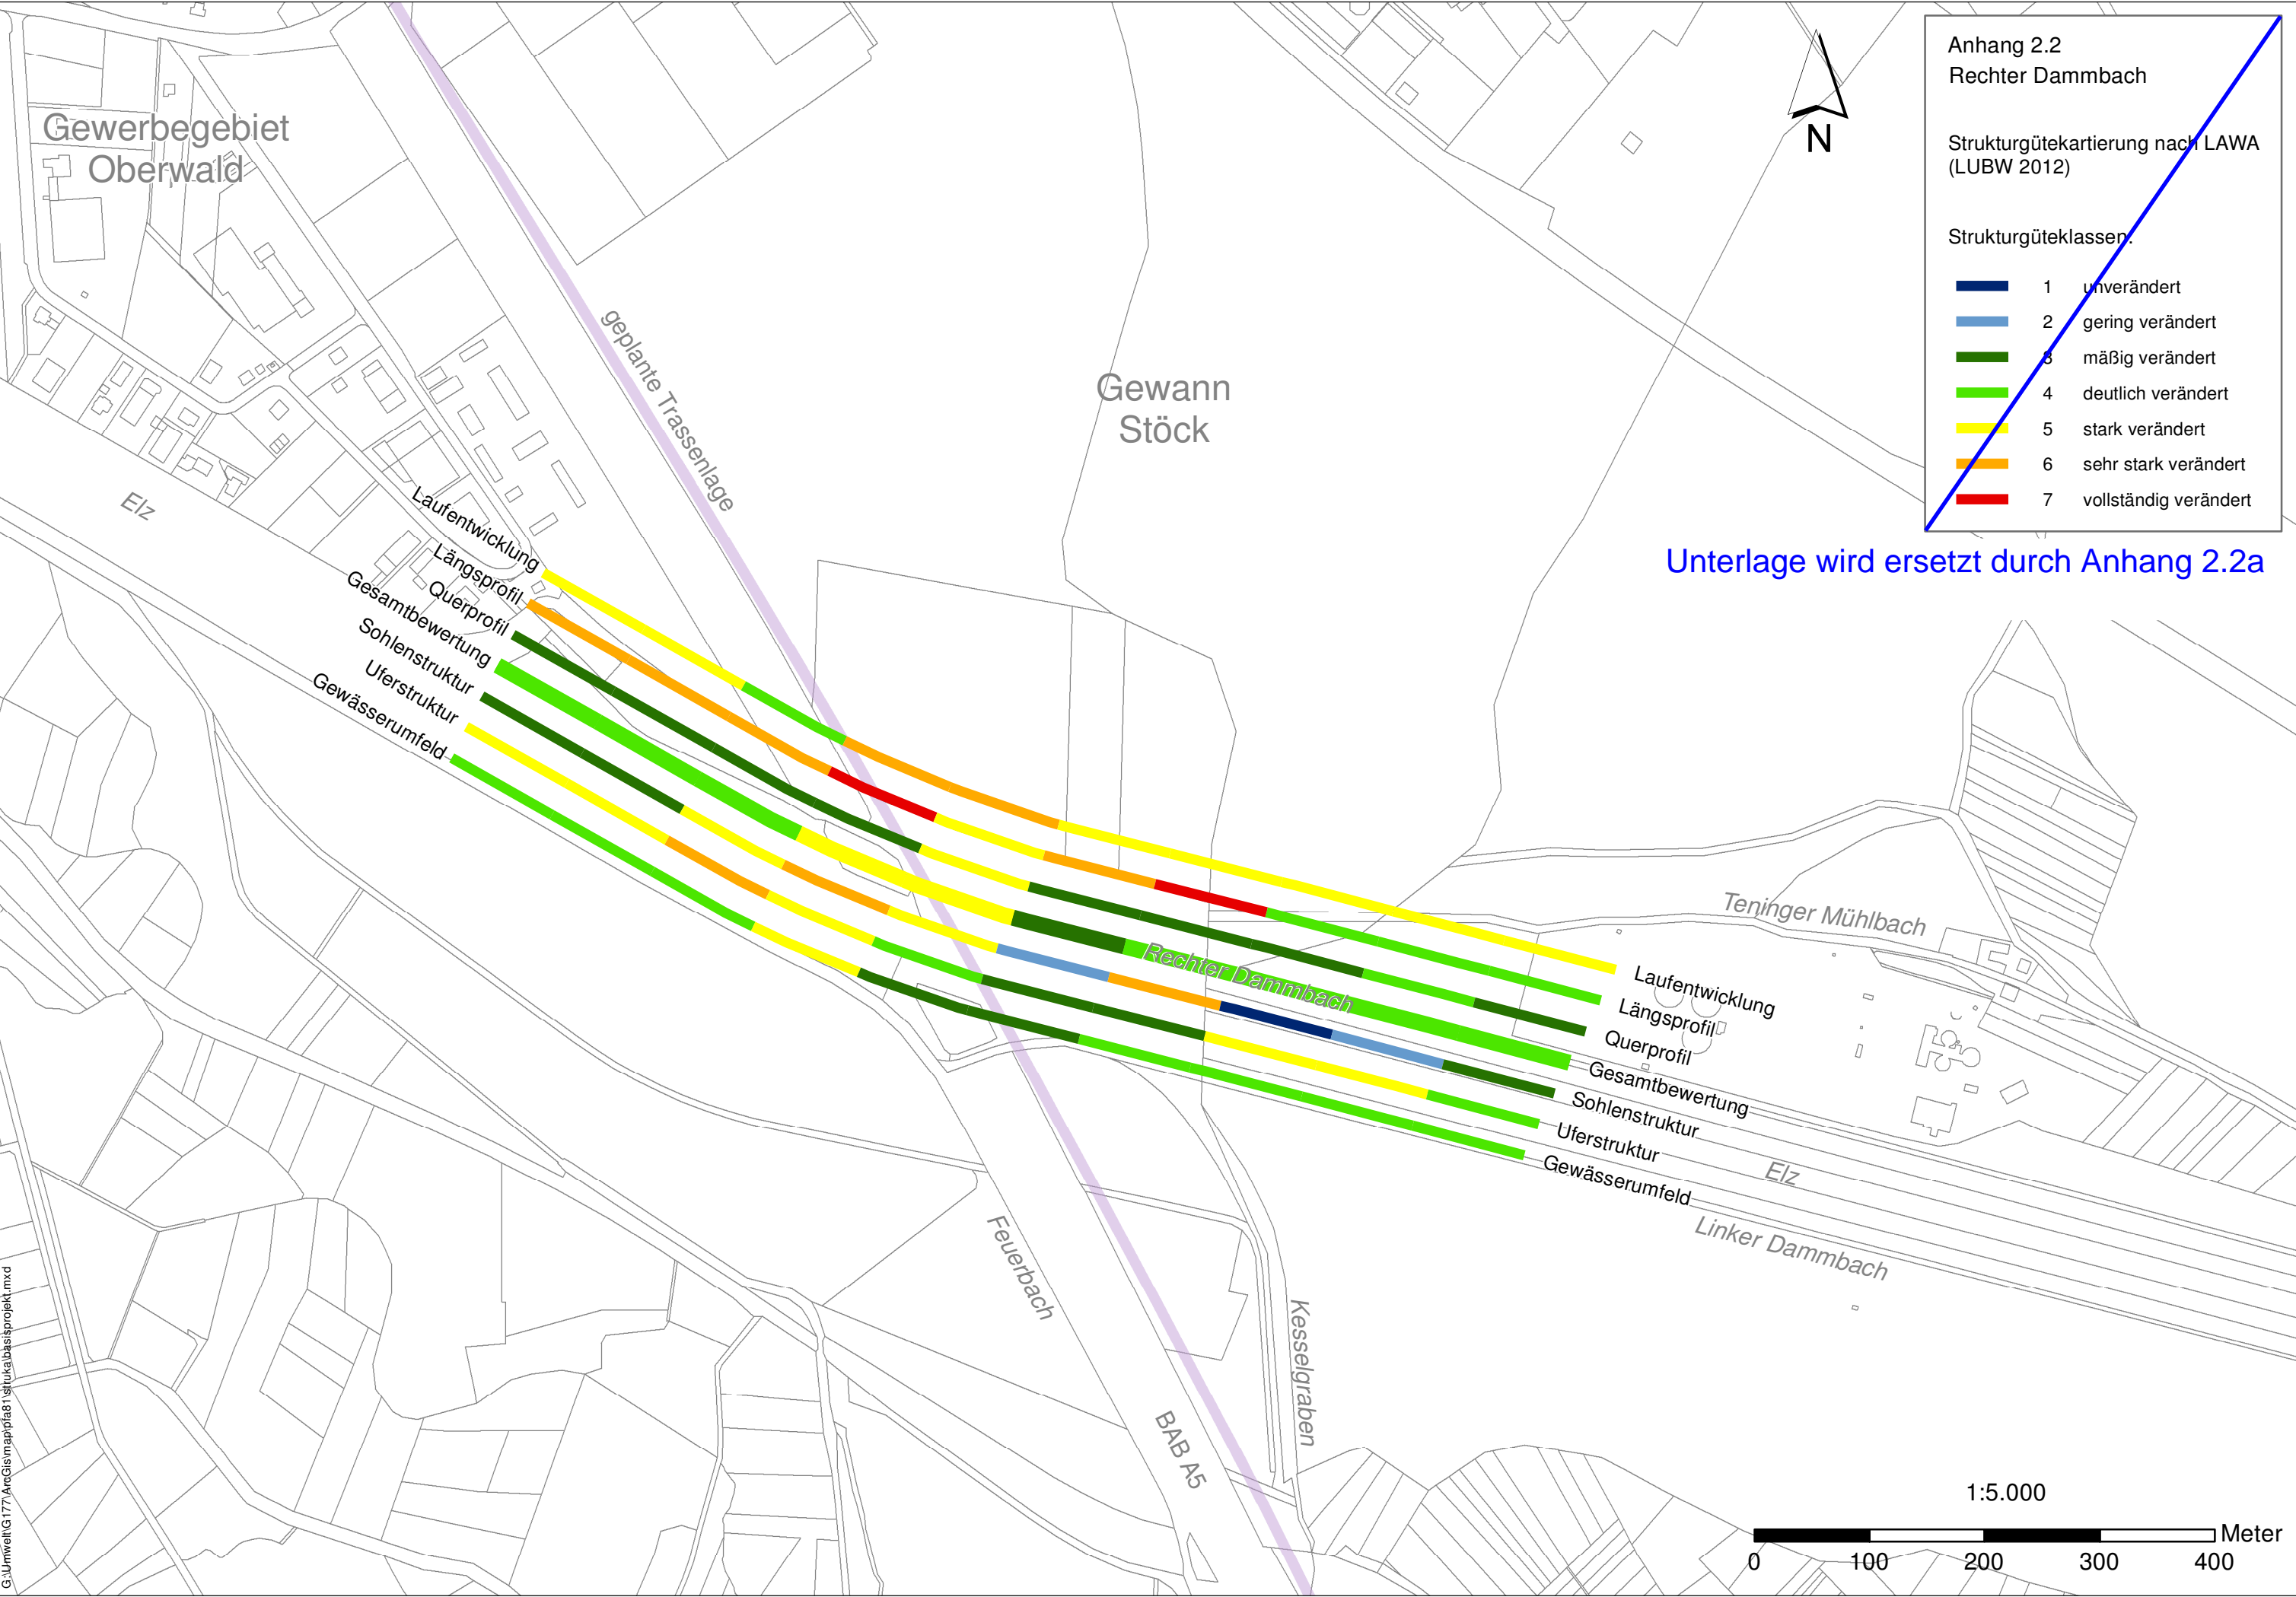 Anhang 2.2
Rechter Dammbach
Strukturgütekartierung nach LAWA
(LUBW 2012)
Strukturgüteklassen:
1 unverändert
2 gering verändert
3 mäßig verändert
4 deutlich verändert
5 stark verändert
6 sehr stark verändert
7 vollständig verändert
Unterlage wird ersetzt durch Anhang 2.2a
N
Gewerbegebiet
Oberwald
geplante Trassenlage
Gewann
Stöck
Elz
Laufentwicklung
Längsprofil
Querprofil
Gesamtbewertung
Sohlenstruktur
Uferstruktur
Gewässerumfeld
Rechter Dammbach
Teninger Mühlbach
Laufentwicklung
Längsprofil
Querprofil
Gesamtbewertung
Sohlenstruktur
Uferstruktur
Gewässerumfeld
Elz
Linker Dammbach
Feuerbach
Kesselgraben
BAB A5
1:5.000
Meter
0 100 200 300 400
G:\Umwelt\G177\ArcGis\map\pfa81\struka\basisprojekt.mxd